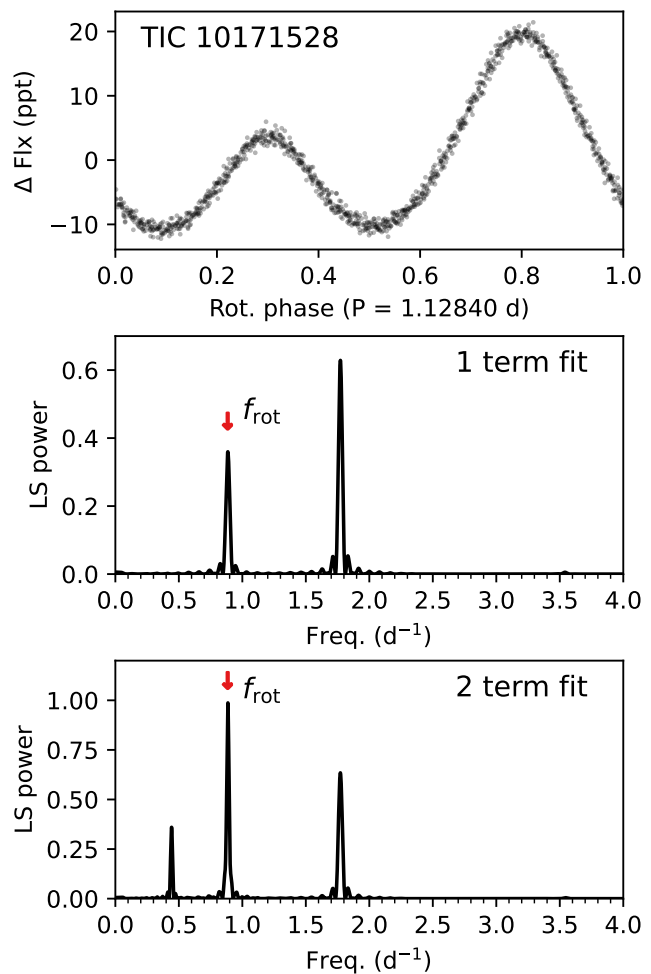 TIC 10171528
Δ Flx (ppt)
20
10
0
−10
0.0 0.2 0.4 0.6 0.8 1.0
Rot. phase (P = 1.12840 d)
1 term fit
f_rot
LS power
0.6
0.4
0.2
0.0
0.0 0.5 1.0 1.5 2.0 2.5 3.0 3.5 4.0
Freq. (d⁻¹)
2 term fit
f_rot
LS power
1.00
0.75
0.50
0.25
0.00
0.0 0.5 1.0 1.5 2.0 2.5 3.0 3.5 4.0
Freq. (d⁻¹)